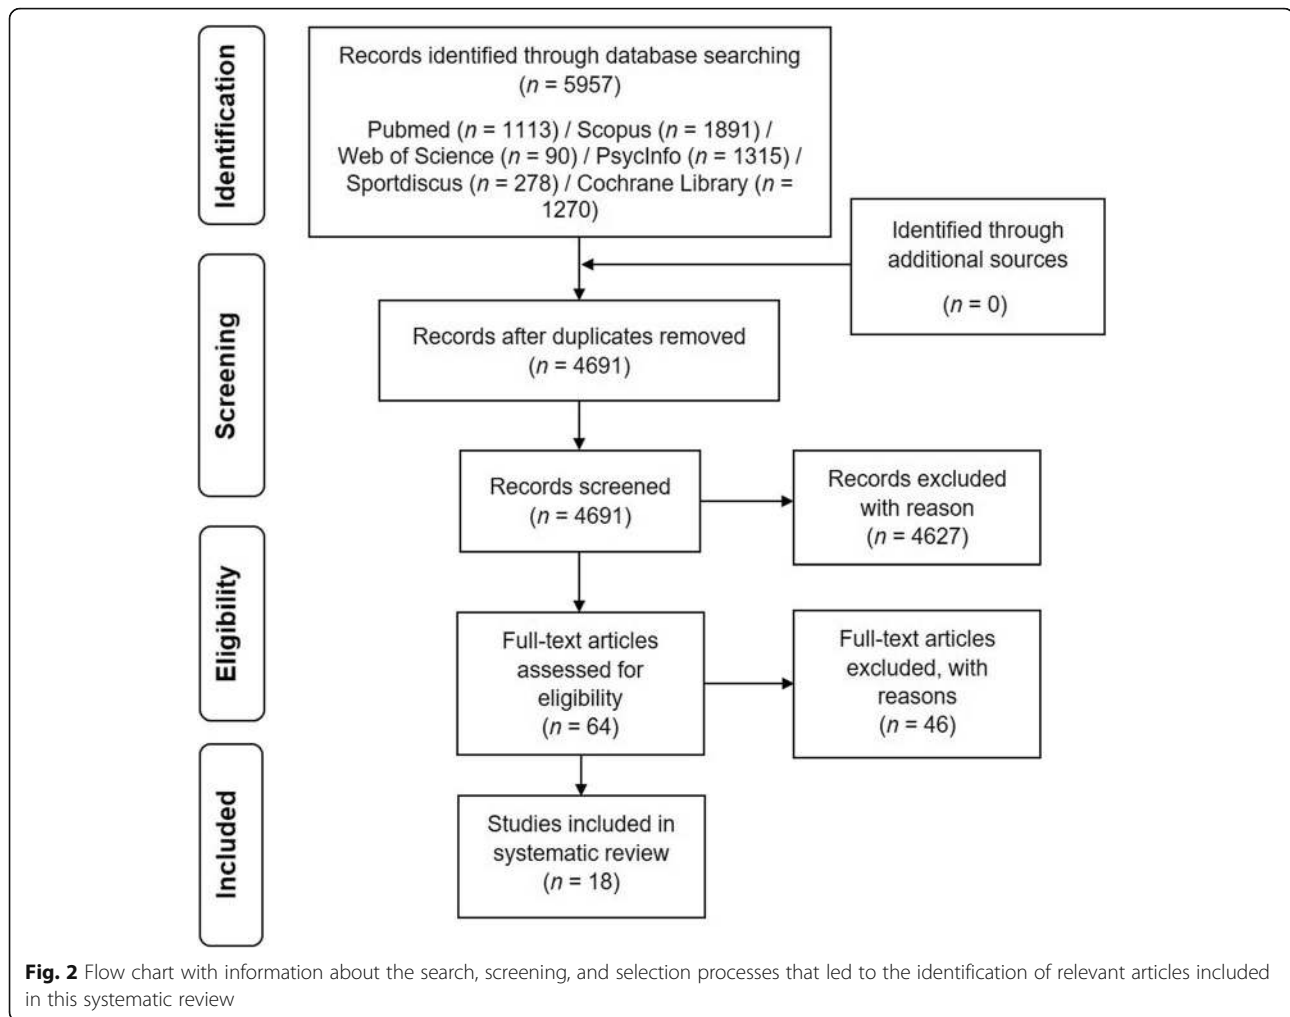 Identification
Records identified through database searching
(n = 5957)
Pubmed (n = 1113) / Scopus (n = 1891) /
Web of Science (n = 90) / PsycInfo (n = 1315) /
Sportdiscus (n = 278) / Cochrane Library (n =
1270)
Identified through
additional sources
(n = 0)
Screening
Records after duplicates removed
(n = 4691)
Records screened
(n = 4691)
Records excluded
with reason
(n = 4627)
Eligibility
Full-text articles
assessed for
eligibility
(n = 64)
Full-text articles
excluded, with
reasons
(n = 46)
Included
Studies included in
systematic review
(n = 18)
Fig. 2 Flow chart with information about the search, screening, and selection processes that led to the identification of relevant articles included
in this systematic review